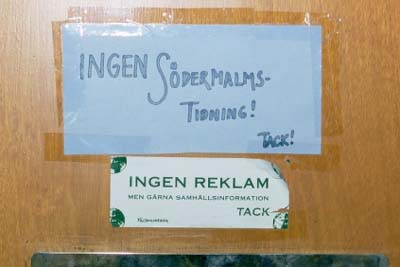 INGEN SÖDERMALMS-
TIDNING!
TACK!
INGEN REKLAM
MEN GÄRNA SAMHÄLLSINFORMATION
TACK